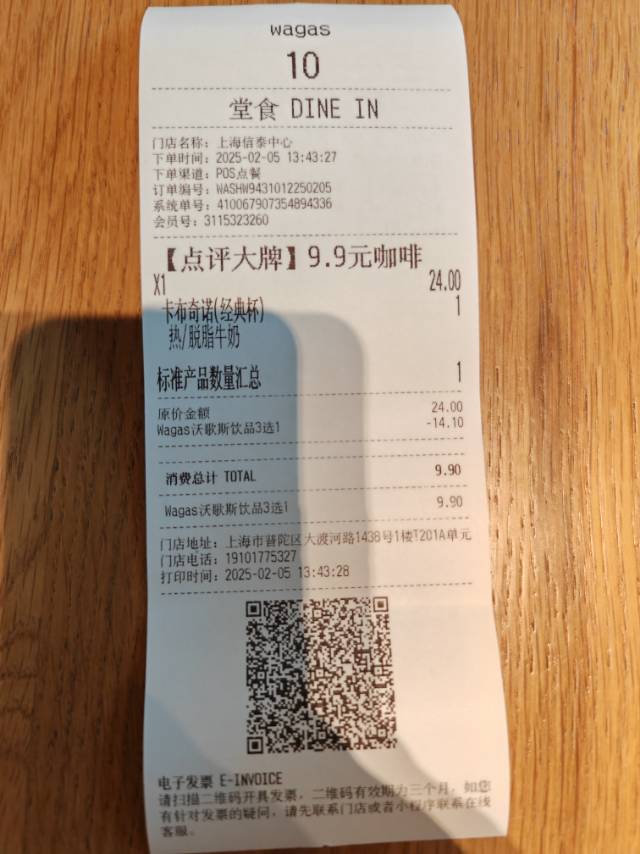 wagas
10
堂食 DINE IN
门店名称: 上海信泰中心
下单时间: 2025-02-05 13:43:27
下单渠道: POS点餐
订单编号: WASHW9431012250205
系统单号: 410067907354894336
会员号: 3115323260
【点评大牌】9.9元咖啡
X1 24.00
卡布奇诺(经典杯) 1
热/脱脂牛奶
标准产品数量汇总 1
原价金额 24.00
Wagas沃歌斯饮品3选1 -14.10
消费总计 TOTAL 9.90
Wagas沃歌斯饮品3选1 9.90
门店地址: 上海市普陀区大渡河路1438号1楼T201A单元
门店电话: 19101775327
打印时间: 2025-02-05 13:43:28
电子发票 E-INVOICE
请扫描二维码开具发票, 二维码有效期为三个月, 如您
有针对发票的疑问, 请先联系门店或者小程序联系在线
客服。